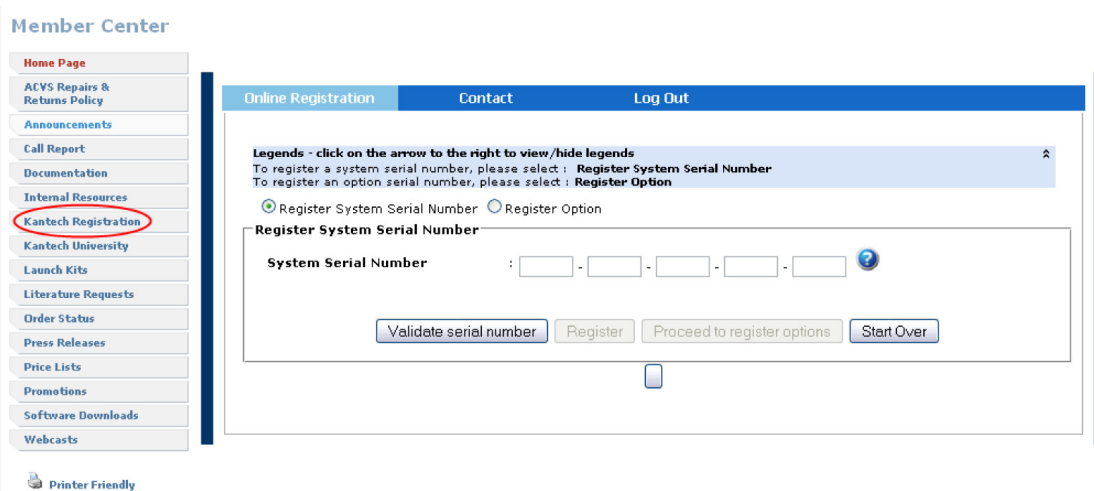 Member Center
Home Page
ACVS Repairs &
Returns Policy
Announcements
Call Report
Documentation
Internal Resources
Kantech Registration
Kantech University
Launch Kits
Literature Requests
Order Status
Press Releases
Price Lists
Promotions
Software Downloads
Webcasts
Printer Friendly
Online Registration Contact Log Out
Legends - click on the arrow to the right to view/hide legends
To register a system serial number, please select : Register System Serial Number
To register an option serial number, please select : Register Option
Register System Serial Number Register Option
Register System Serial Number
System Serial Number : - - - - ?
Validate serial number Register Proceed to register options Start Over